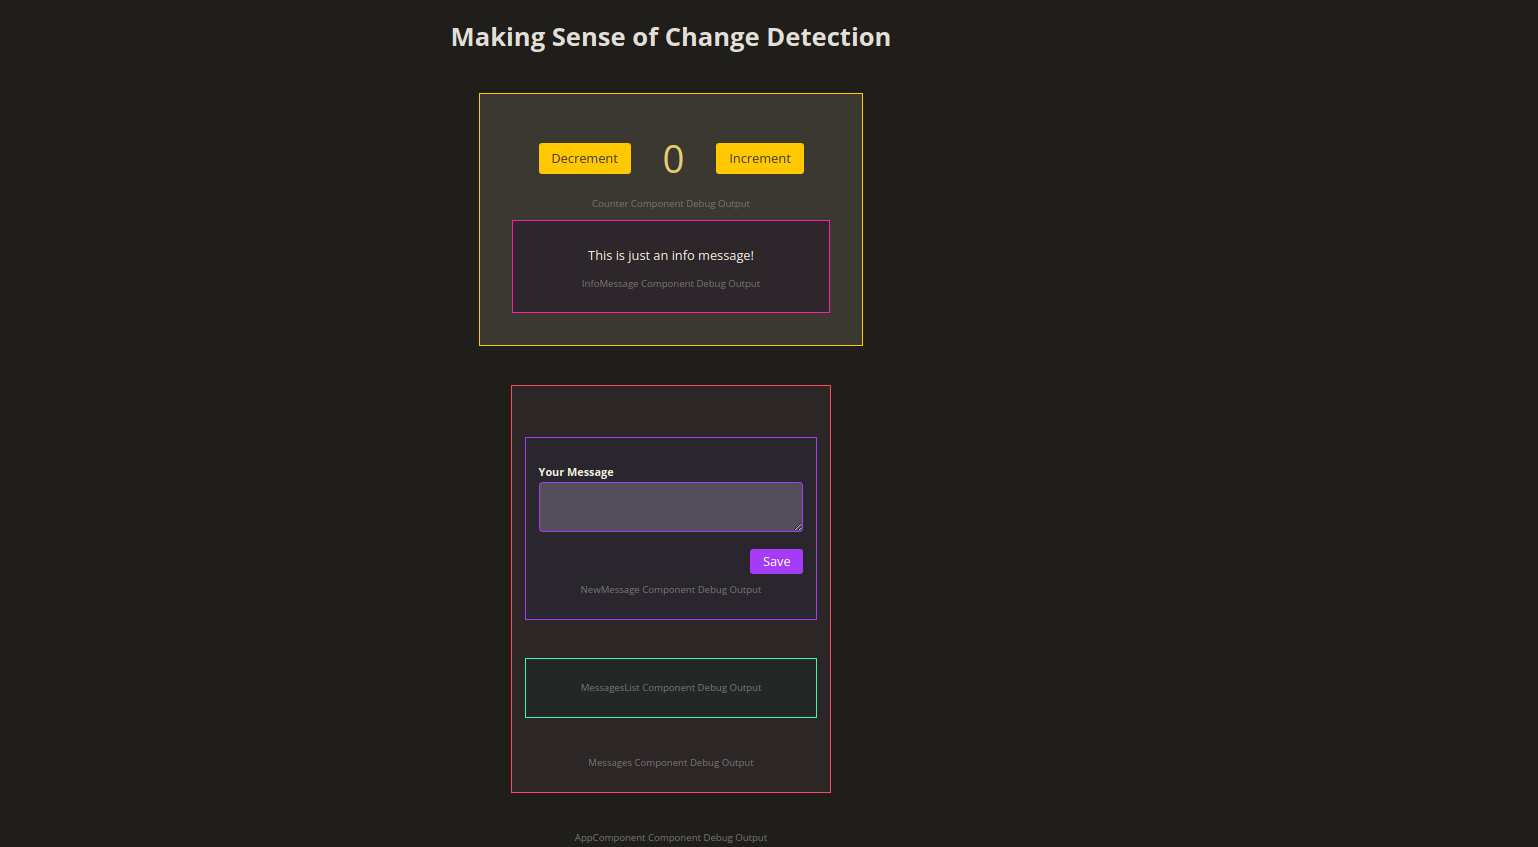 Making Sense of Change Detection
Decrement 0 Increment
Counter Component Debug Output
This is just an info message!
InfoMessage Component Debug Output
Your Message
Save
NewMessage Component Debug Output
MessagesList Component Debug Output
Messages Component Debug Output
AppComponent Component Debug Output